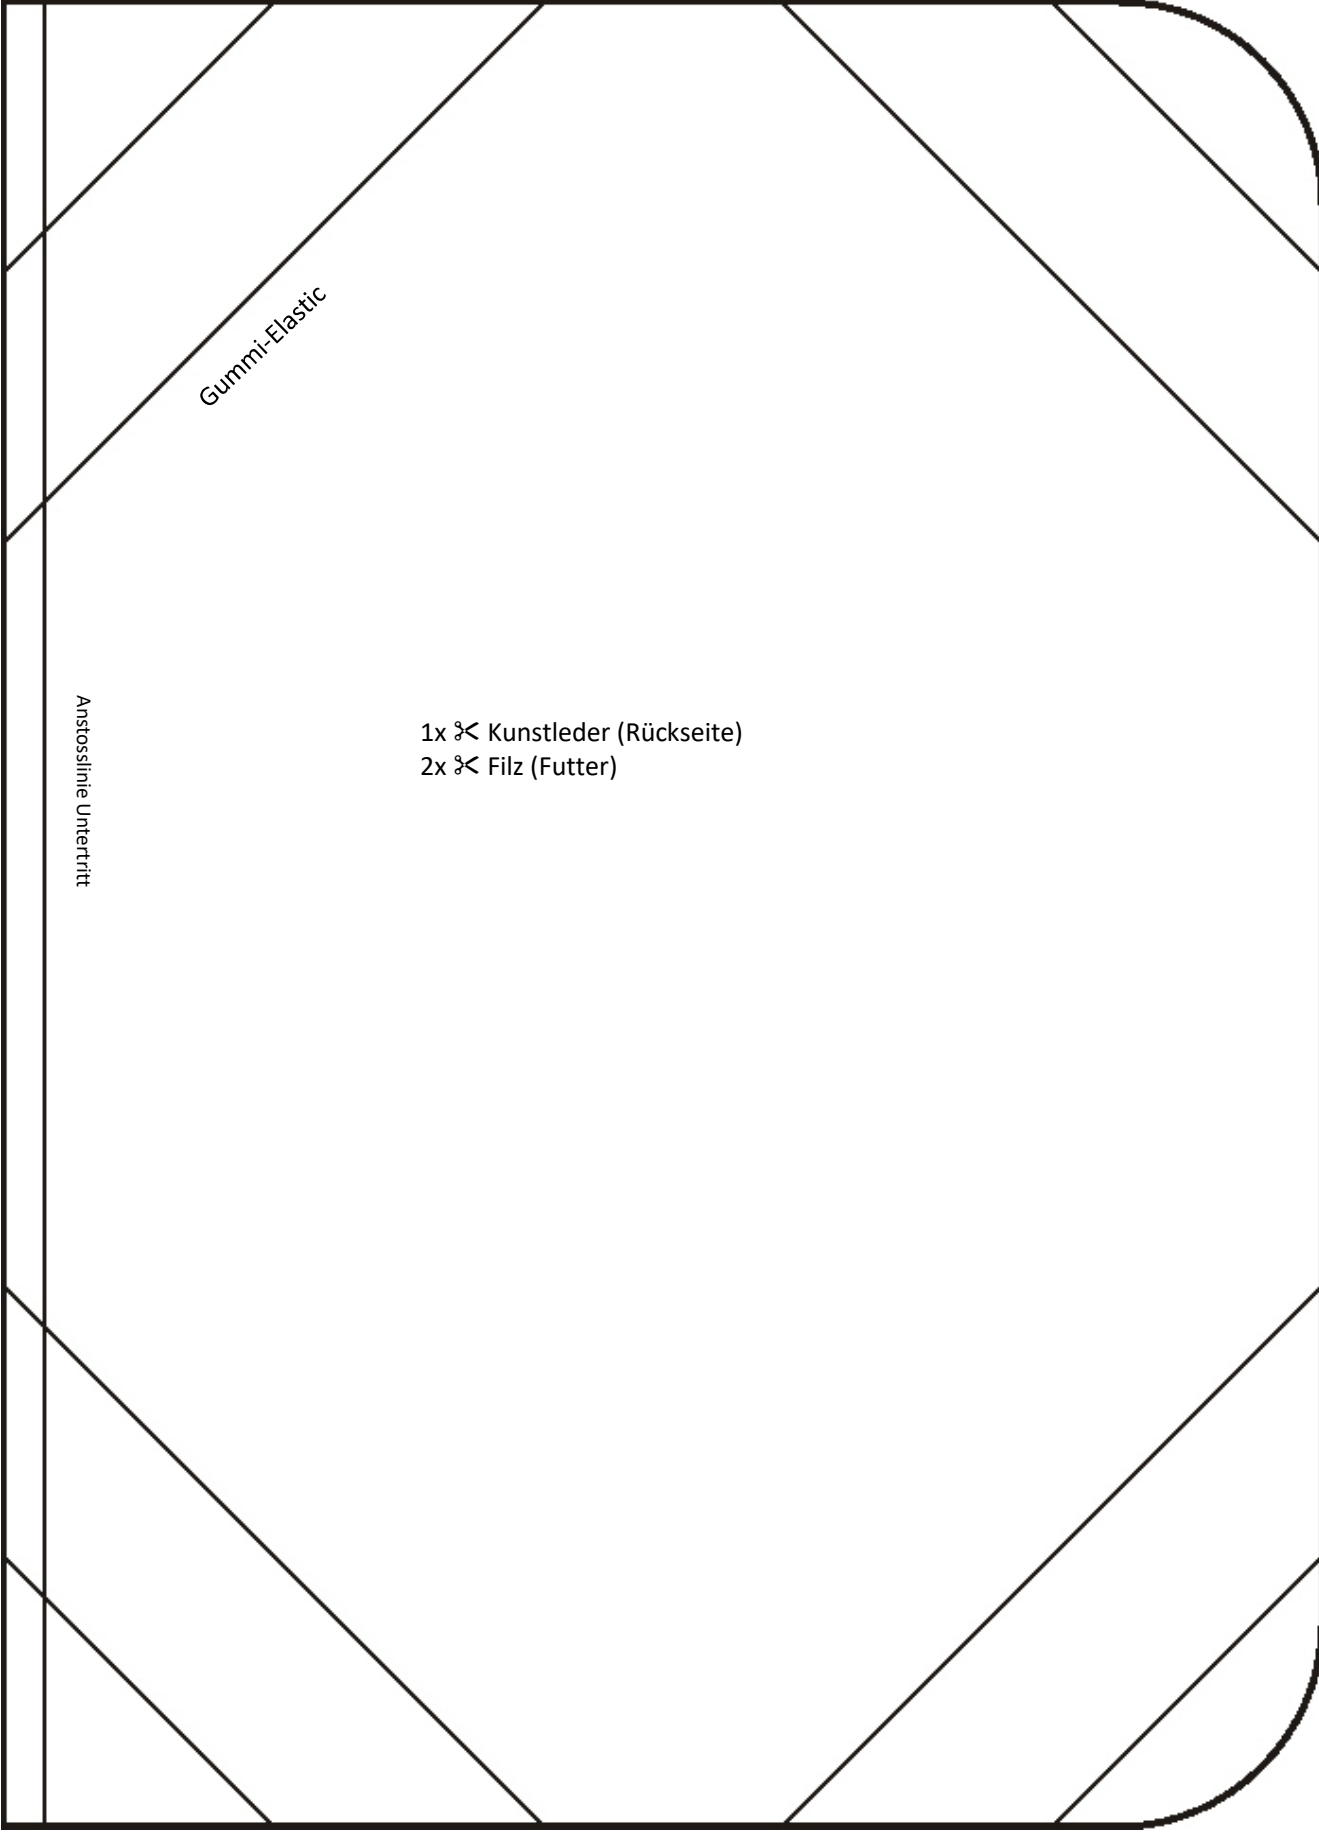 Gummi-Elastic
Anstosslinie Untertritt
1x ✂ Kunstleder (Rückseite)
2x ✂ Filz (Futter)